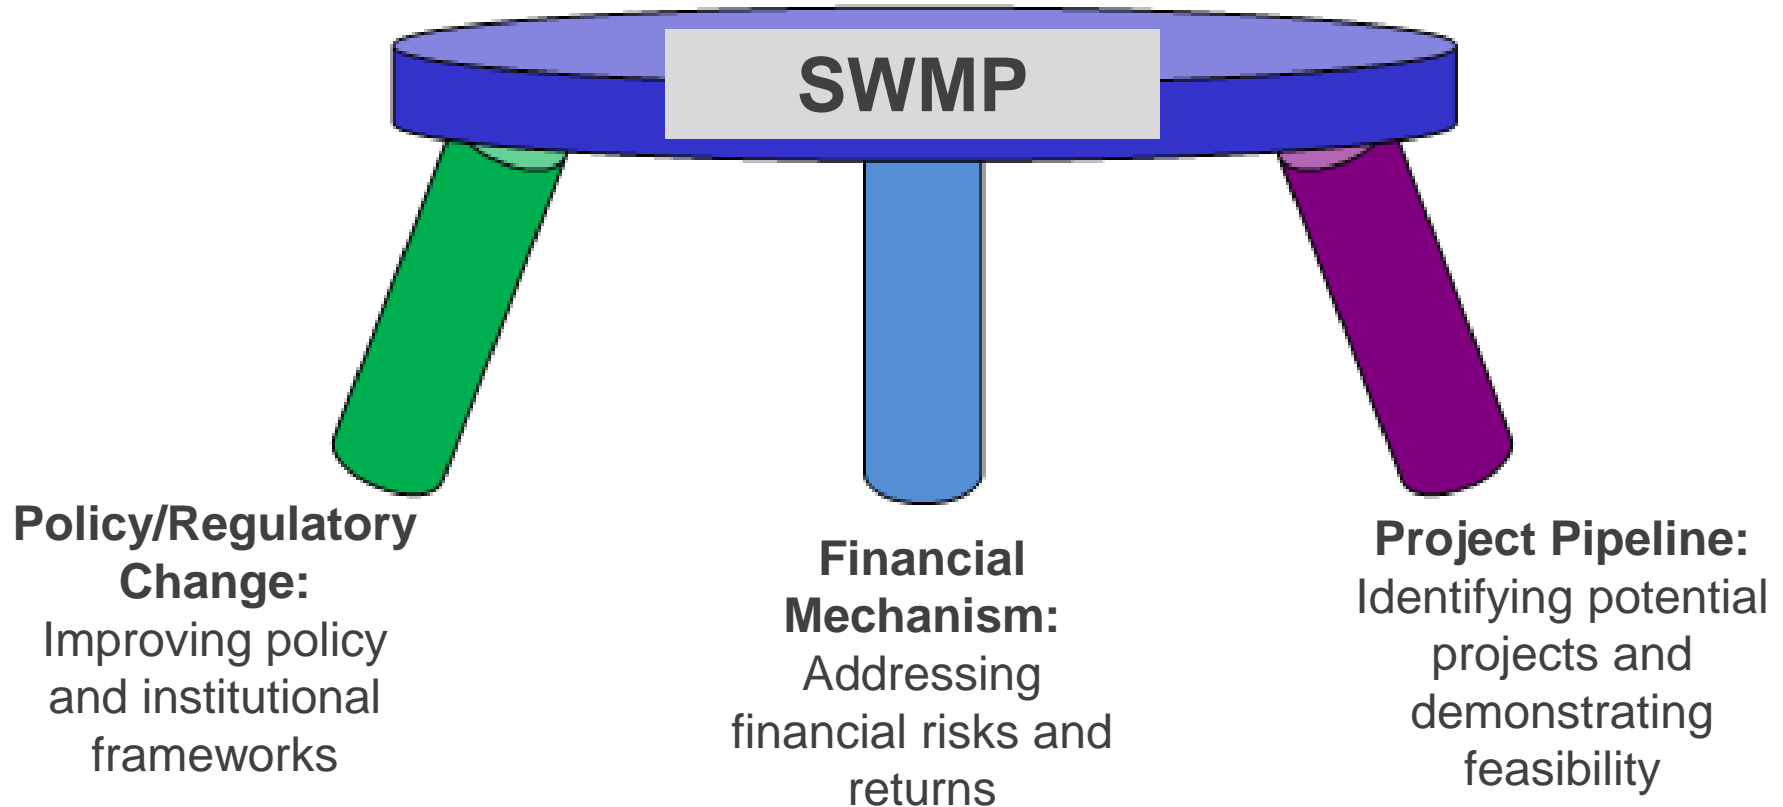 SWMP
Policy/Regulatory
Change:
Improving policy
and institutional
frameworks
Financial
Mechanism:
Addressing
financial risks and
returns
Project Pipeline:
Identifying potential
projects and
demonstrating
feasibility